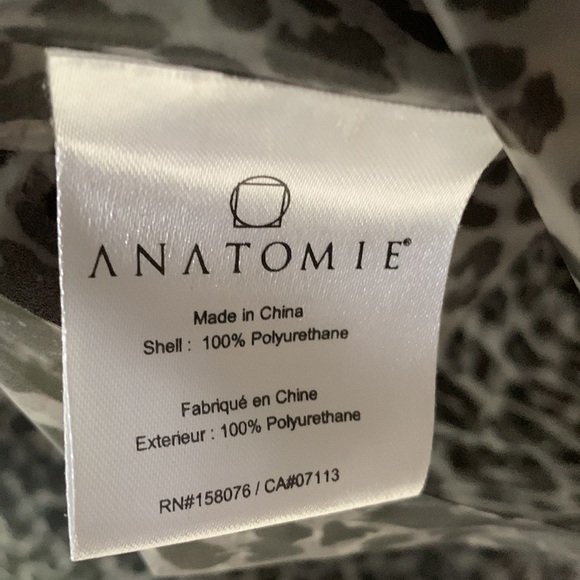 ANATOMIE®
Made in China
Shell : 100% Polyurethane
Fabriqué en Chine
Exterieur : 100% Polyurethane
RN#158076 / CA#07113